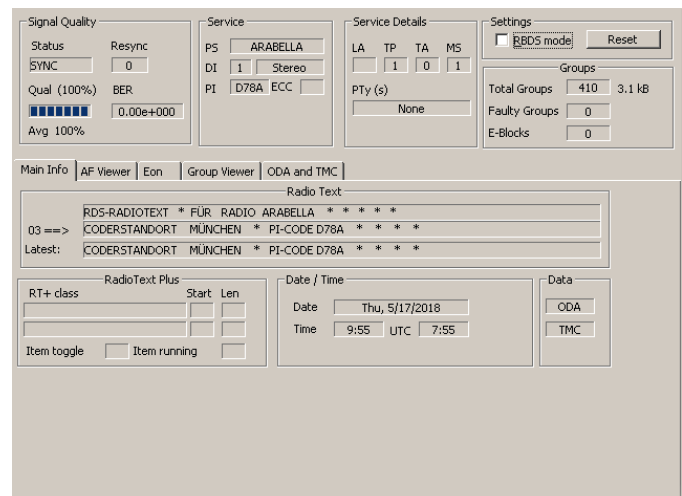 Signal Quality
Status Resync
SYNC 0
Qual (100%) BER
0.00e+000
Avg 100%
Service
PS ARABELLA
DI 1 Stereo
PI D78A ECC
Service Details
LA TP TA MS
1 0 1
PTy (s)
None
Settings
RBDS mode Reset
Groups
Total Groups 410 3.1 kB
Faulty Groups 0
E-Blocks 0
Main Info AF Viewer Eon Group Viewer ODA and TMC
Radio Text
RDS-RADIOTEXT * FÜR RADIO ARABELLA * * * * *
03 ==> CODERSTANDORT MÜNCHEN * PI-CODE D78A * * * *
Latest: CODERSTANDORT MÜNCHEN * PI-CODE D78A * * * *
RadioText Plus
RT+ class Start Len
Item toggle Item running
Date / Time
Date Thu, 5/17/2018
Time 9:55 UTC 7:55
Data
ODA
TMC